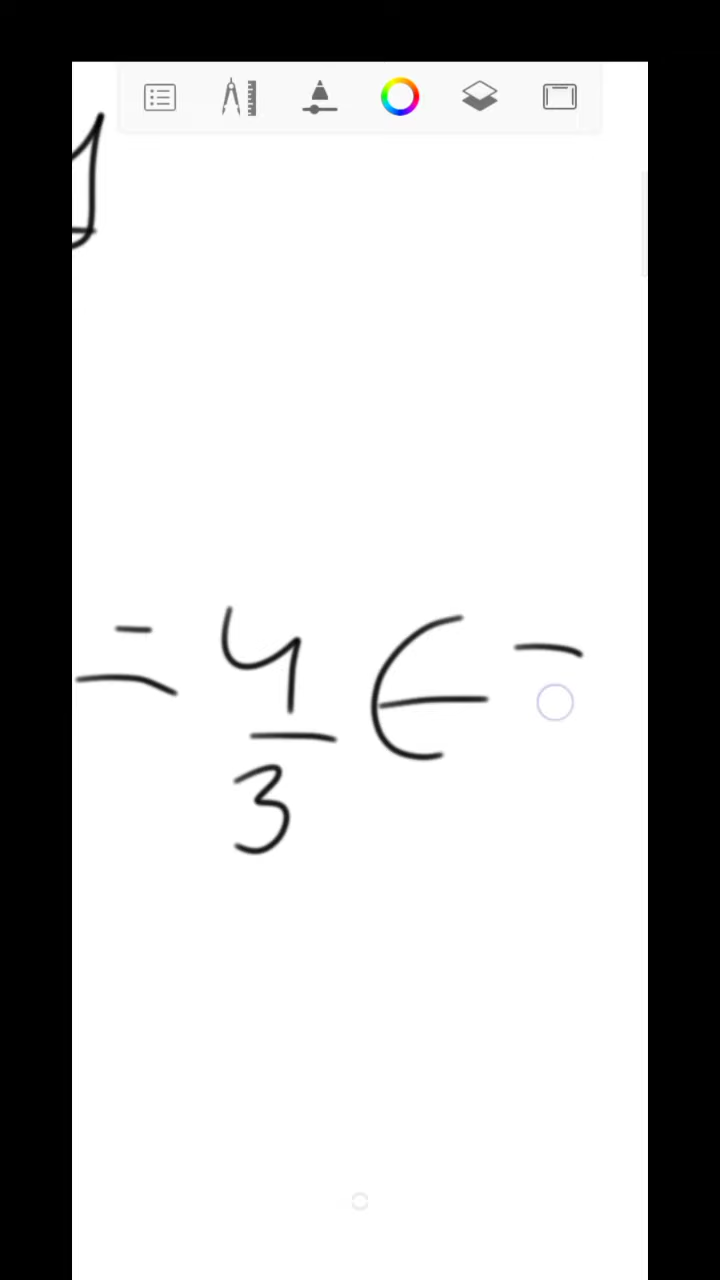 = 4/3 ∈ -